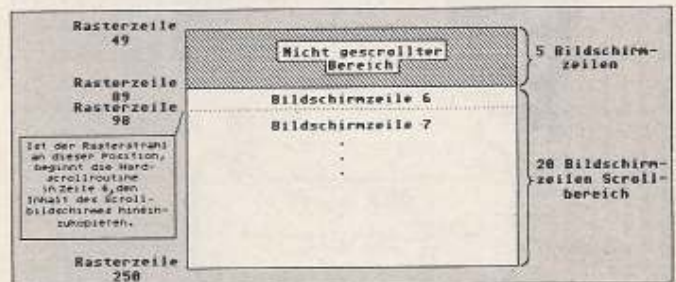 Rasterzeile
49
Nicht gescrollter
Bereich
5 Bildschirm-
zeilen
Rasterzeile
89
Rasterzeile
98
Bildschirmzeile 6
Bildschirmzeile 7
Ist der Rasterstrahl
an dieser Position,
beginnt die Hard-
scrollroutine
in Zeile 6, den
Inhalt des Scroll-
bildschirmes hinein-
zukopieren.
20 Bildschirm-
zeilen Scroll-
bereich
Rasterzeile
250